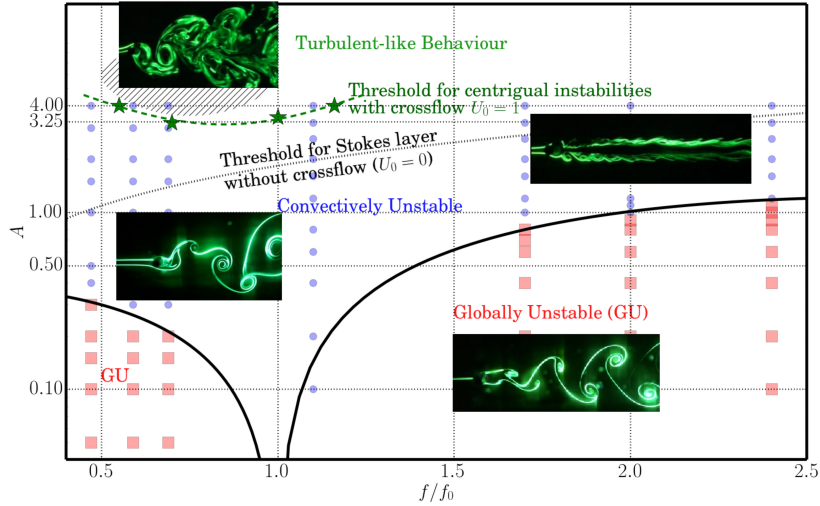 Turbulent-like Behaviour
Threshold for centrigual instabilities
with crossflow U₀ = 1
4.00
3.25
Threshold for Stokes layer
without crossflow (U₀ = 0)
Convectively Unstable
1.00
A
0.50
Globally Unstable (GU)
GU
0.10
0.5 1.0 1.5 2.0 2.5
f/f₀